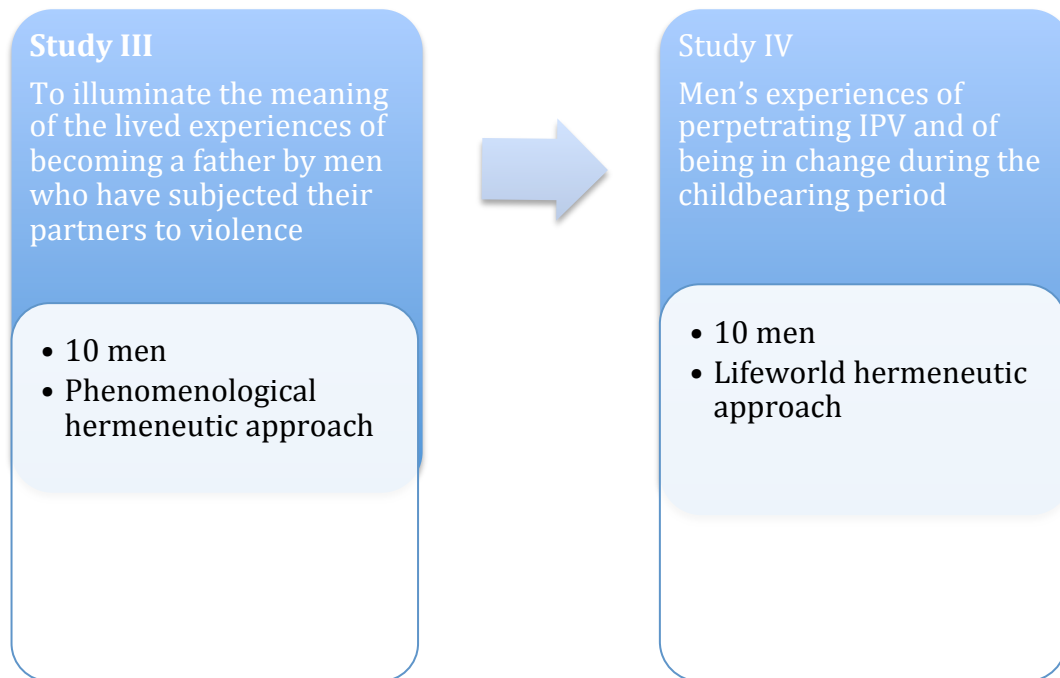 Study III
To illuminate the meaning
of the lived experiences of
becoming a father by men
who have subjected their
partners to violence
• 10 men
• Phenomenological
hermeneutic approach
Study IV
Men’s experiences of
perpetrating IPV and of
being in change during the
childbearing period
• 10 men
• Lifeworld hermeneutic
approach